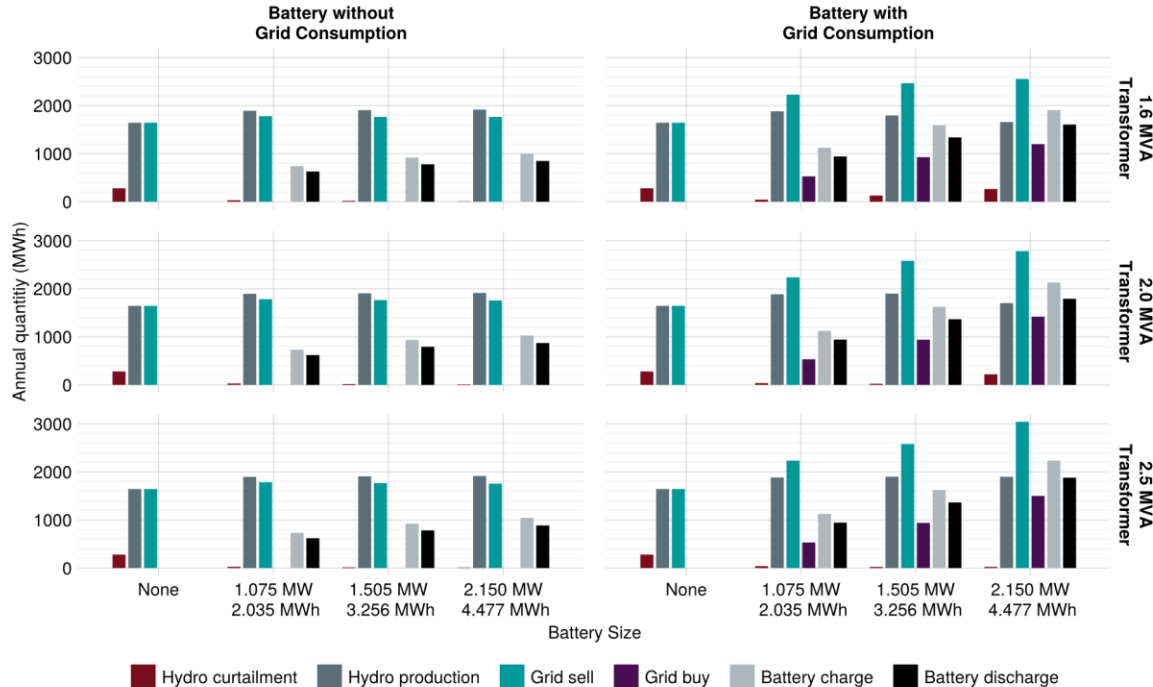 Battery without
Grid Consumption
Battery with
Grid Consumption
Annual quantitiy (MWh)
3000
2000
1000
0
1.6 MVA
Transformer
3000
2000
1000
0
2.0 MVA
Transformer
3000
2000
1000
0
2.5 MVA
Transformer
None
1.075 MW
2.035 MWh
1.505 MW
3.256 MWh
2.150 MW
4.477 MWh
None
1.075 MW
2.035 MWh
1.505 MW
3.256 MWh
2.150 MW
4.477 MWh
Battery Size
Hydro curtailment
Hydro production
Grid sell
Grid buy
Battery charge
Battery discharge